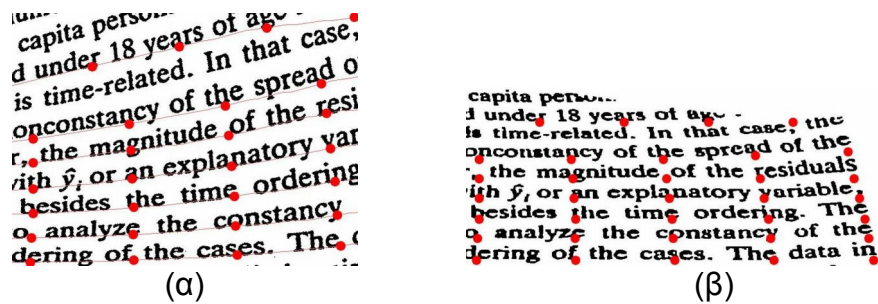 capita person
d under 18 years of age
is time-related. In that case,
onconstancy of the spread o
r, the magnitude of the resi
with ŷi or an explanatory var
besides the time ordering
o analyze the constancy
dering of the cases. The
(α)
capita person
d under 18 years of age
is time-related. In that case, the
onconstancy of the spread of the
r, the magnitude of the residuals
ith ŷi or an explanatory variable,
besides the time ordering. The
o analyze the constancy of the
dering of the cases. The data in
(β)